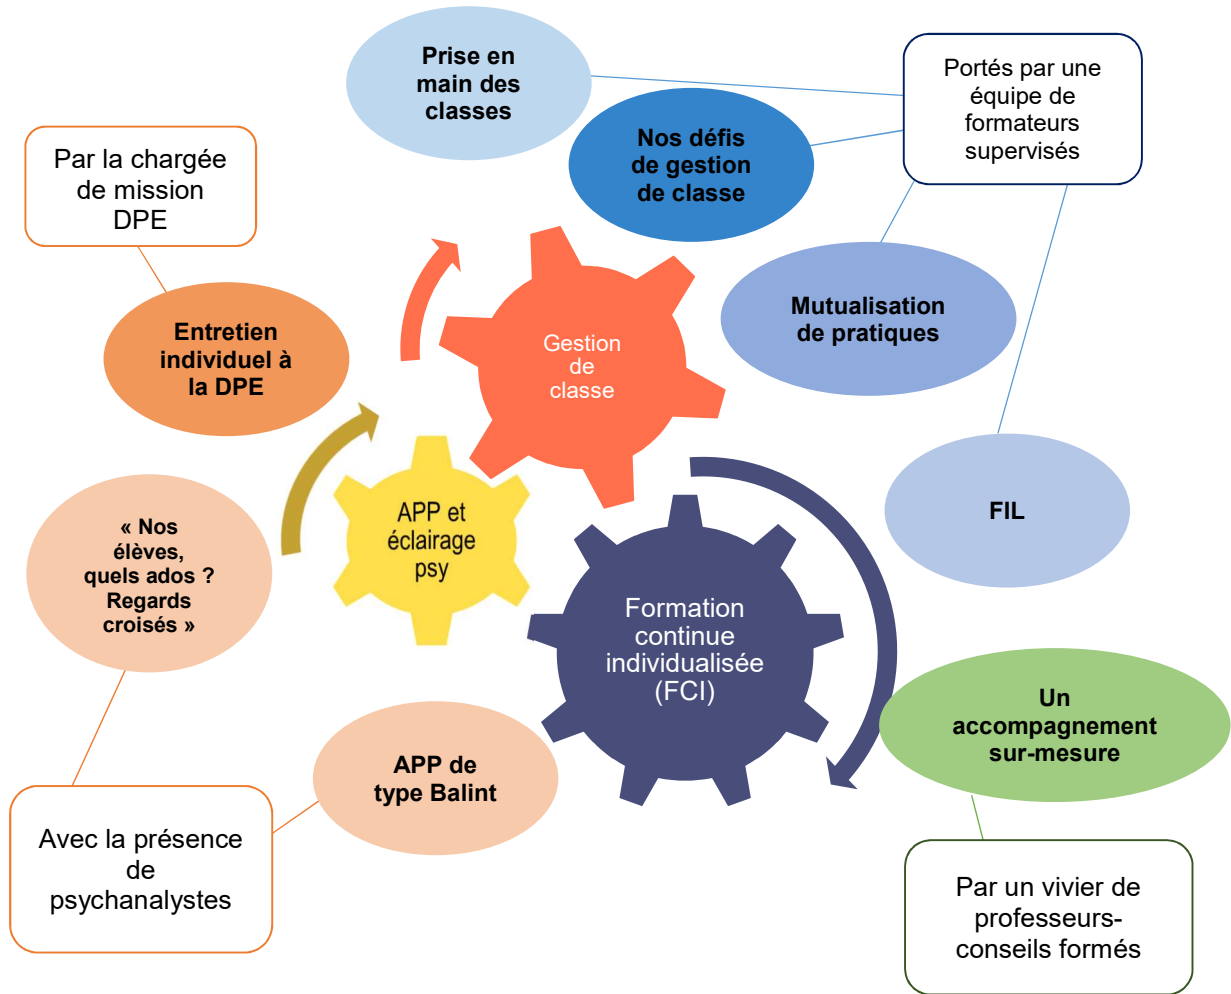 Prise en
main des
classes
Portés par une
équipe de
formateurs
supervisés
Nos défis
de gestion
de classe
Par la chargée
de mission
DPE
Mutualisation
de pratiques
Entretien
individuel à
la DPE
Gestion
de
classe
« Nos
élèves,
quels ados ?
Regards
croisés »
APP et
éclairage
psy
FIL
Formation
continue
individualisée
(FCI)
Un
accompagnement
sur-mesure
APP de
type Balint
Avec la présence
de
psychanalystes
Par un vivier de
professeurs-
conseils formés